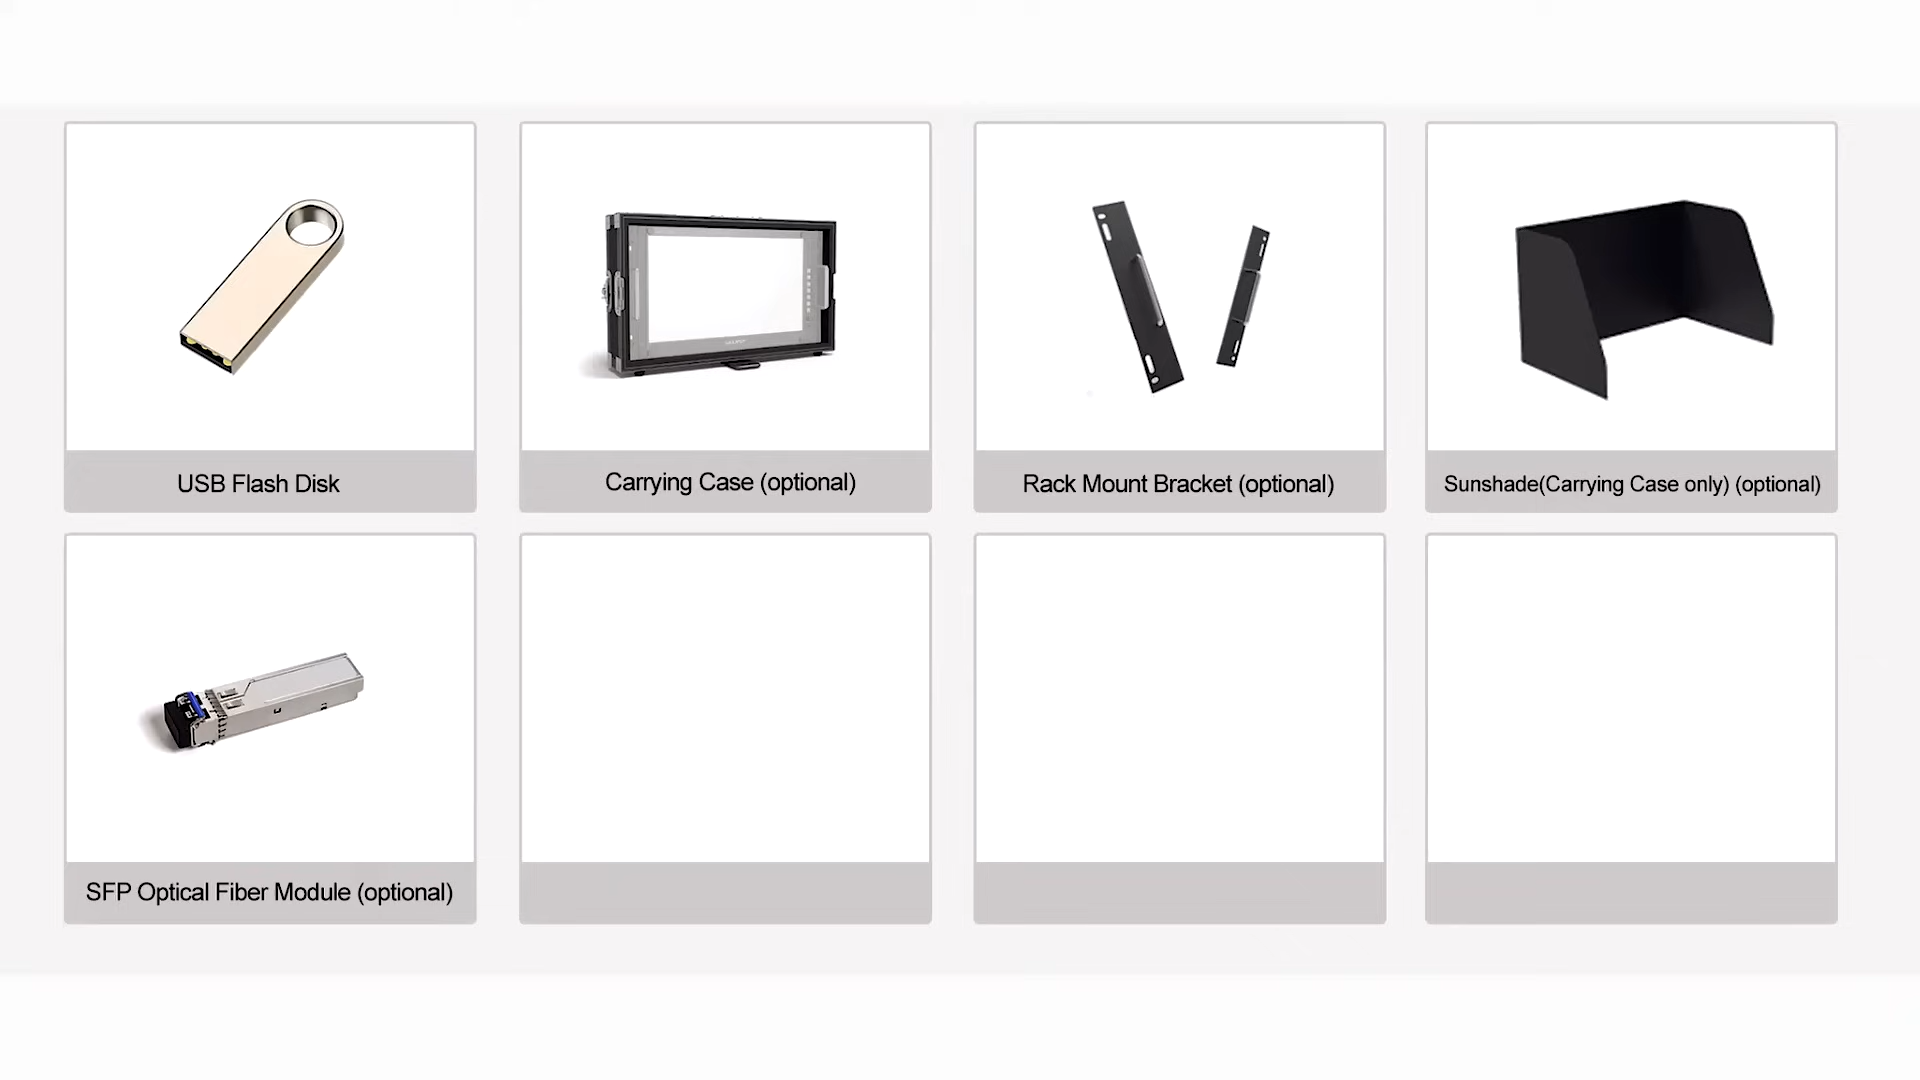 USB Flash Disk
Carrying Case (optional)
Rack Mount Bracket (optional)
Sunshade(Carrying Case only) (optional)
SFP Optical Fiber Module (optional)